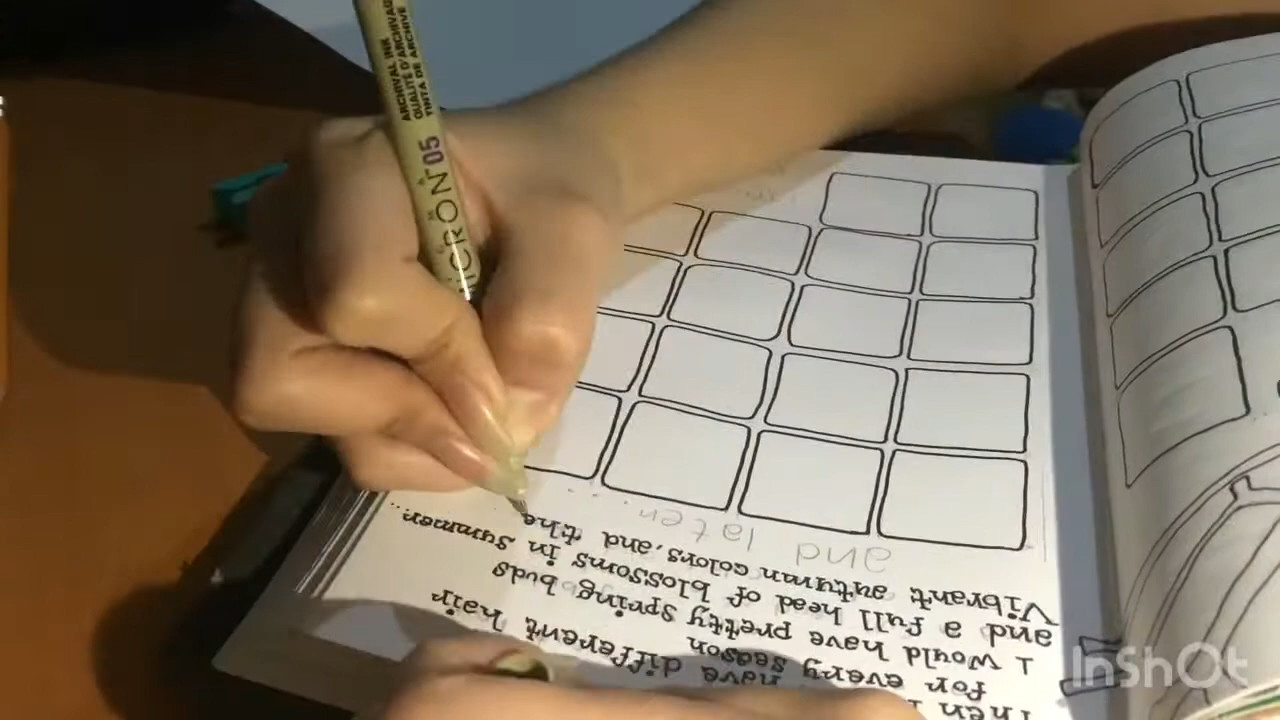 ARCHIVAL INK
QUALITÉ D'ARCHIVAGE
TINTA DE ARCHIVE
MICRON 05
Then I have different hair
for every season
I would have pretty spring buds
and a full head of blossoms in summer
Vibrant autumn colors, and the
and later...
InShOt